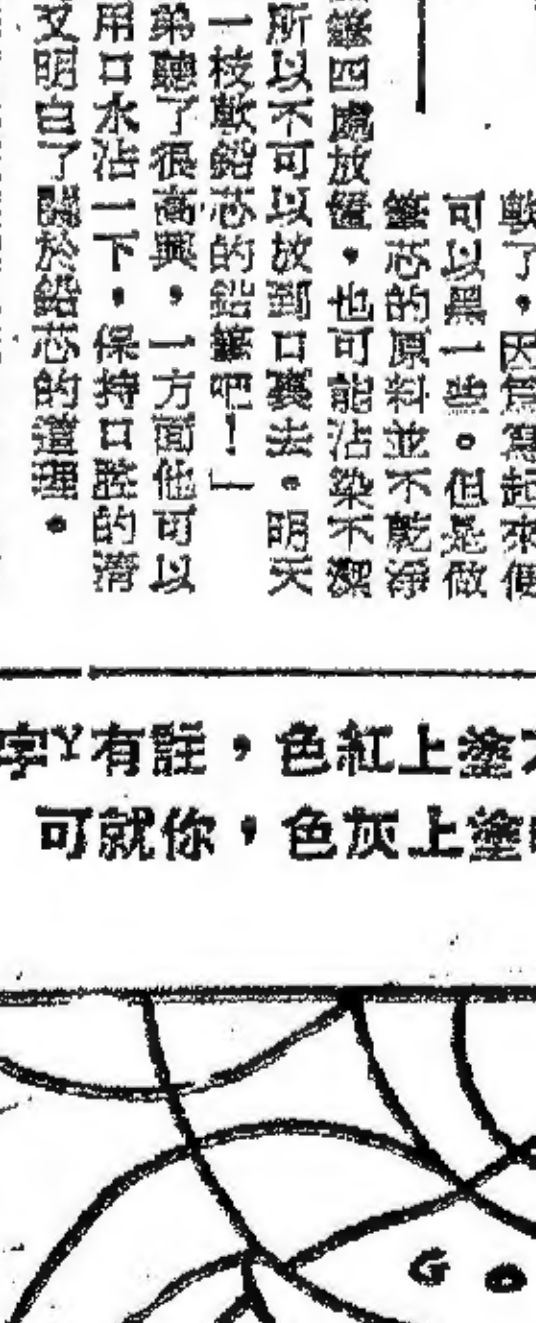 軟了。因爲寫起來便
可以黑一些。但是做
筆芯的原料並不乾淨
筆四處放置,也可能沾染不潔
所以不可以放到口裏去。明天
一枝軟鉛芯的鉛筆吧!」
弟聽了很高興,一方面他可以
用口水沾一下,保持口腔的清
又明白了關於鉛芯的道理。
塗上紅色,註有Y字
塗上灰色,你就可
G O